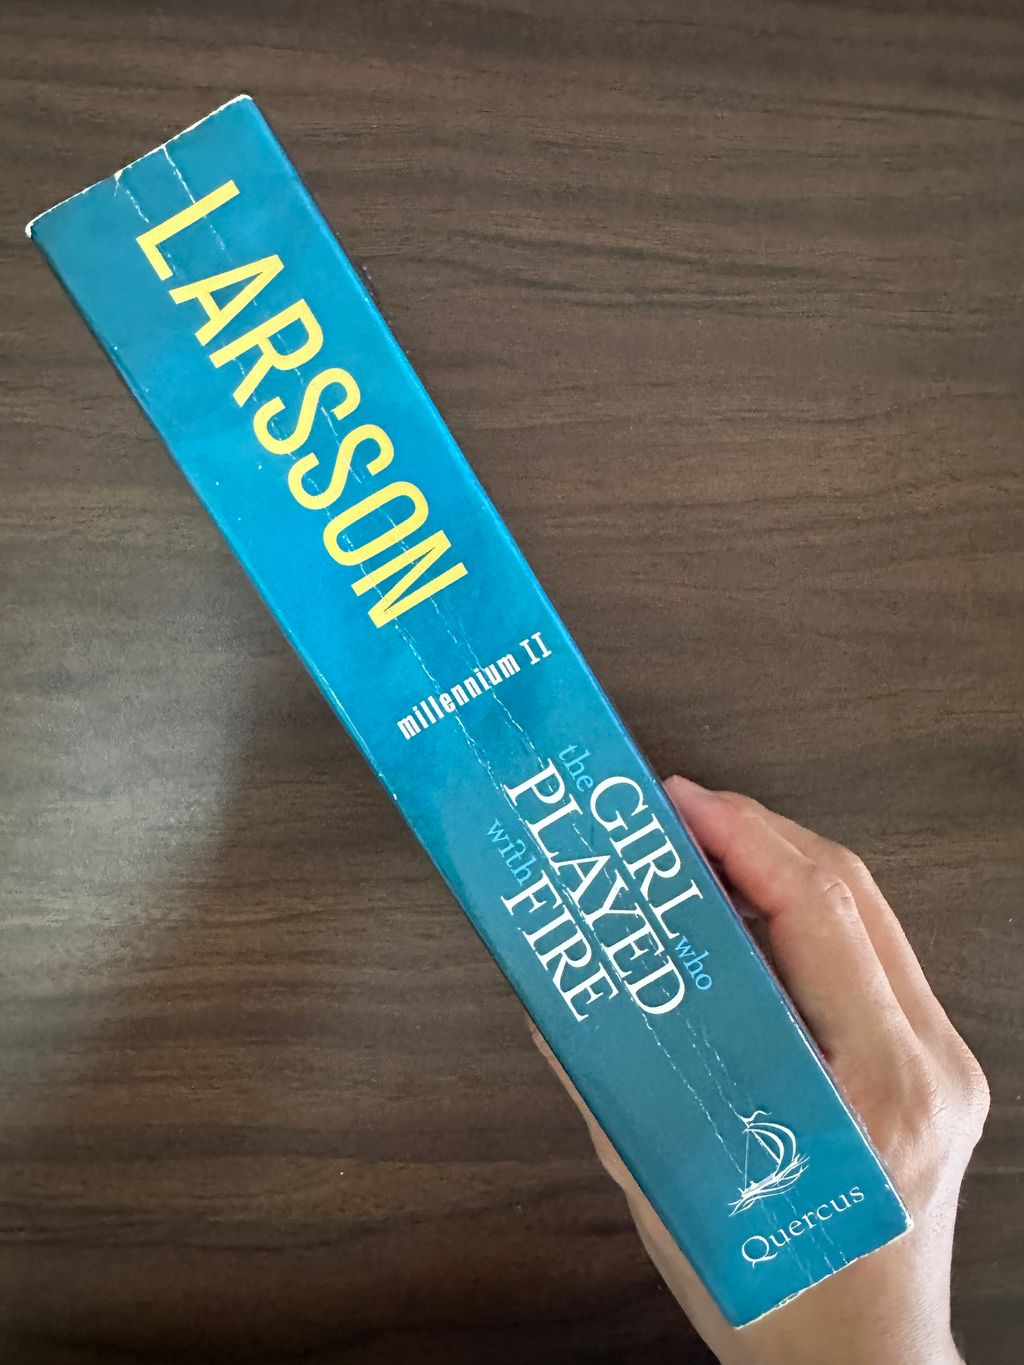 LARSSON
millennium II
the GIRL who
PLAYED
with FIRE
Quercus